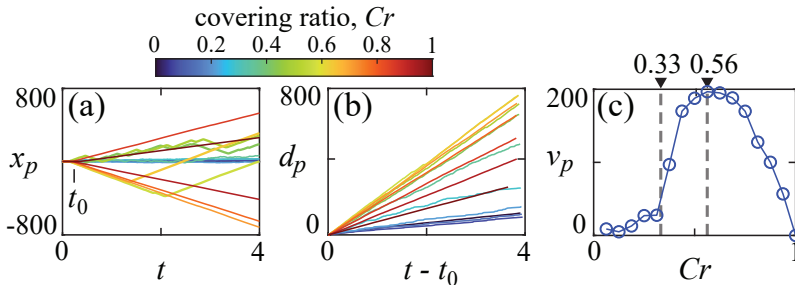 covering ratio, Cr
0 0.2 0.4 0.6 0.8 1
800 (a) 800 (b) 0.33 0.56
200 (c)
x_p d_p v_p
t_0
-800 0 0
0 4 0 4 0 1
t t - t_0 Cr